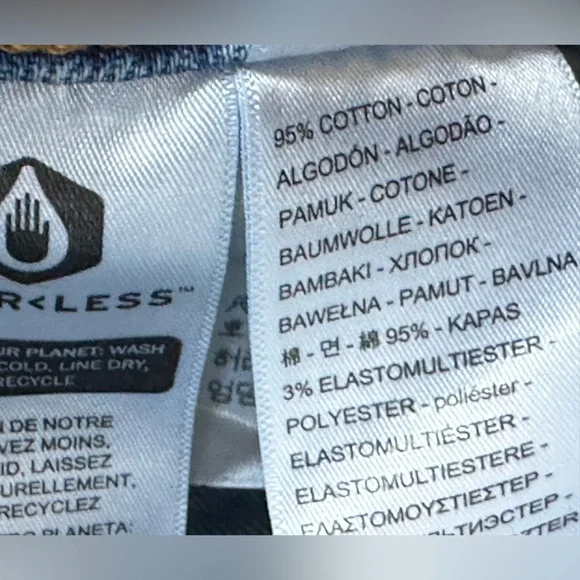 R<LESS™
UR PLANET: WASH
COLD, LINE DRY,
RECYCLE
N DE NOTRE
VEZ MOINS,
ID, LAISSEZ
URELLEMENT,
RECYCLEZ
PLANETA:
95% COTTON - COTON -
ALGODÓN - ALGODÃO -
PAMUK - COTONE -
BAUMWOLLE - KATOEN -
BAMBAKI - ХЛОПОК -
BAWEŁNA - PAMUT - BAVLNA
棉 - 면 - 綿 95% - KAPAS
3% ELASTOMULTIESTER -
POLYESTER - poliéster -
ELASTOMULTIÉSTER -
ELASTOMULTIESTERE -
ΕΛΑΣΤΟΜΟΥΣΤΙΕΣΤΕΡ -